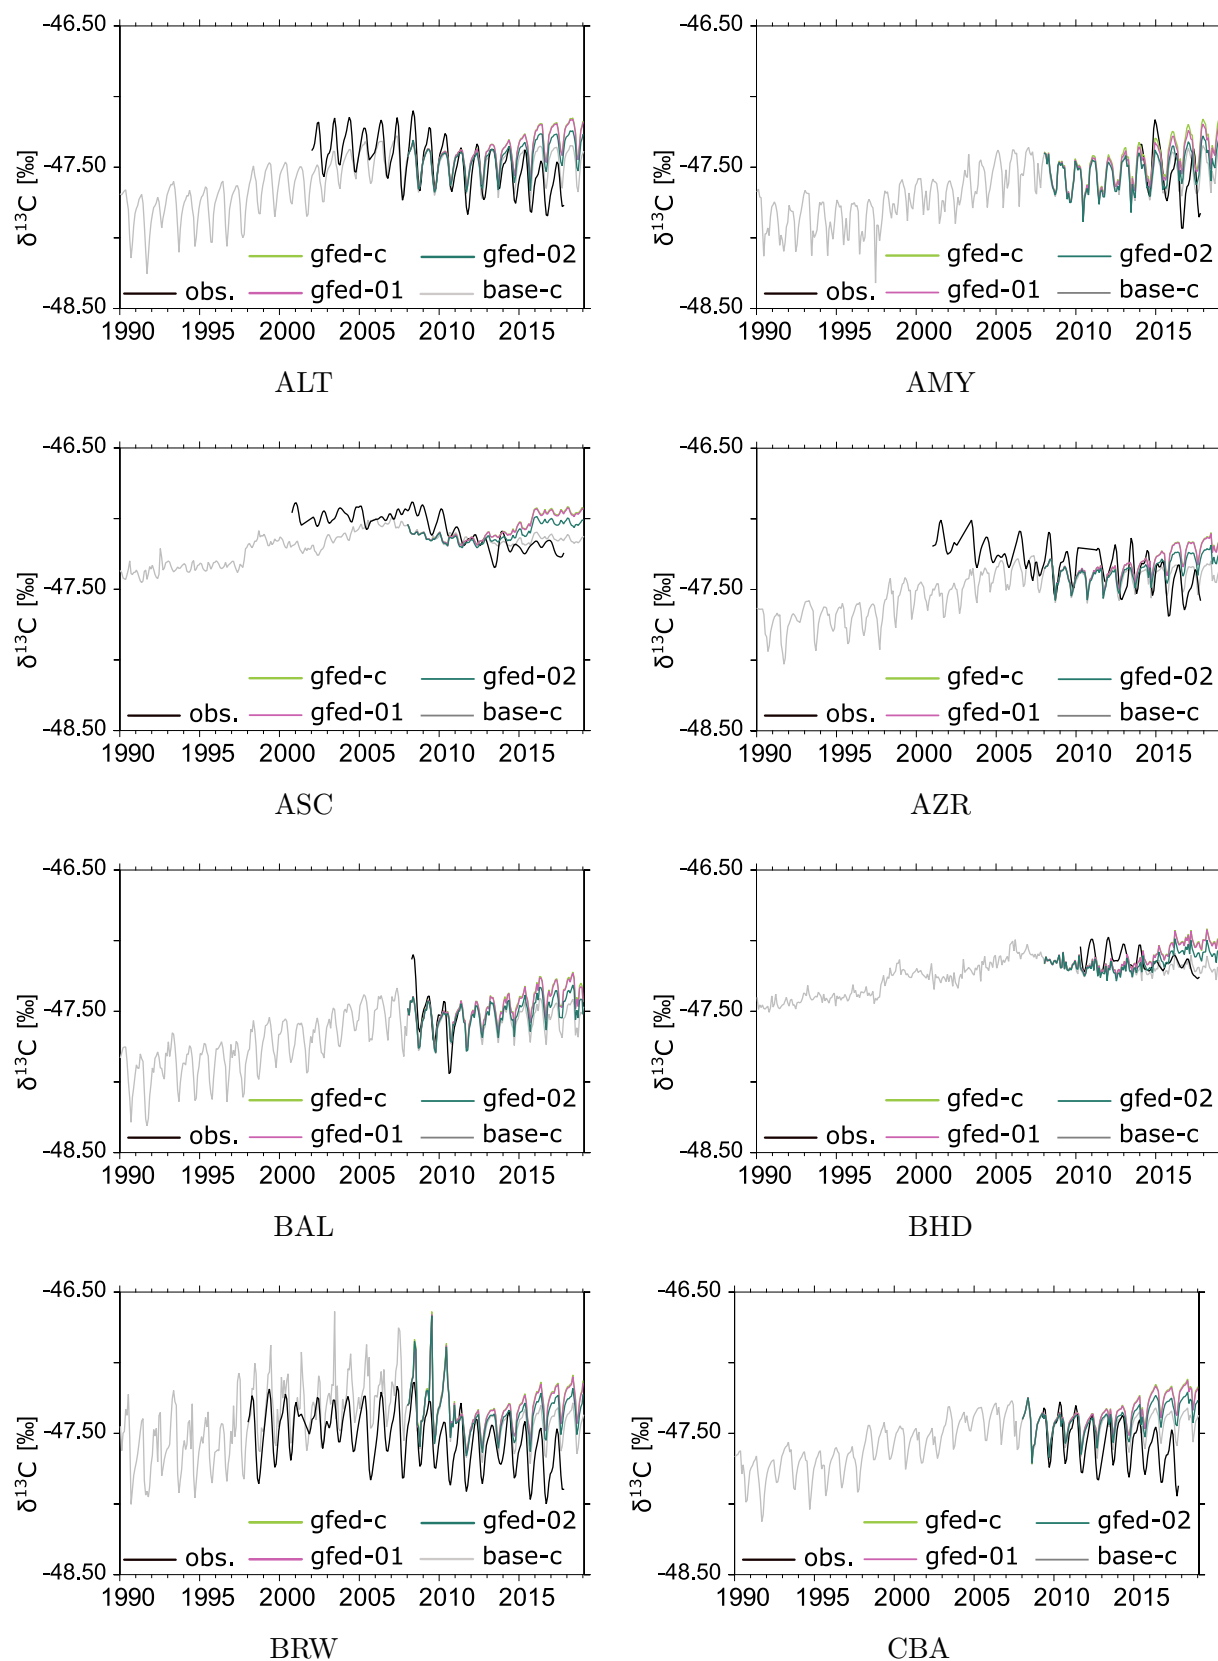 -46.50
-47.50
-48.50
δ¹³C [‰]
gfed-c gfed-02
obs. gfed-01 base-c
1990 1995 2000 2005 2010 2015
ALT
-46.50
-47.50
-48.50
δ¹³C [‰]
gfed-c gfed-02
obs. gfed-01 base-c
1990 1995 2000 2005 2010 2015
AMY
-46.50
-47.50
-48.50
δ¹³C [‰]
gfed-c gfed-02
obs. gfed-01 base-c
1990 1995 2000 2005 2010 2015
ASC
-46.50
-47.50
-48.50
δ¹³C [‰]
gfed-c gfed-02
obs. gfed-01 base-c
1990 1995 2000 2005 2010 2015
AZR
-46.50
-47.50
-48.50
δ¹³C [‰]
gfed-c gfed-02
obs. gfed-01 base-c
1990 1995 2000 2005 2010 2015
BAL
-46.50
-47.50
-48.50
δ¹³C [‰]
gfed-c gfed-02
obs. gfed-01 base-c
1990 1995 2000 2005 2010 2015
BHD
-46.50
-47.50
-48.50
δ¹³C [‰]
gfed-c gfed-02
obs. gfed-01 base-c
1990 1995 2000 2005 2010 2015
BRW
-46.50
-47.50
-48.50
δ¹³C [‰]
gfed-c gfed-02
obs. gfed-01 base-c
1990 1995 2000 2005 2010 2015
CBA